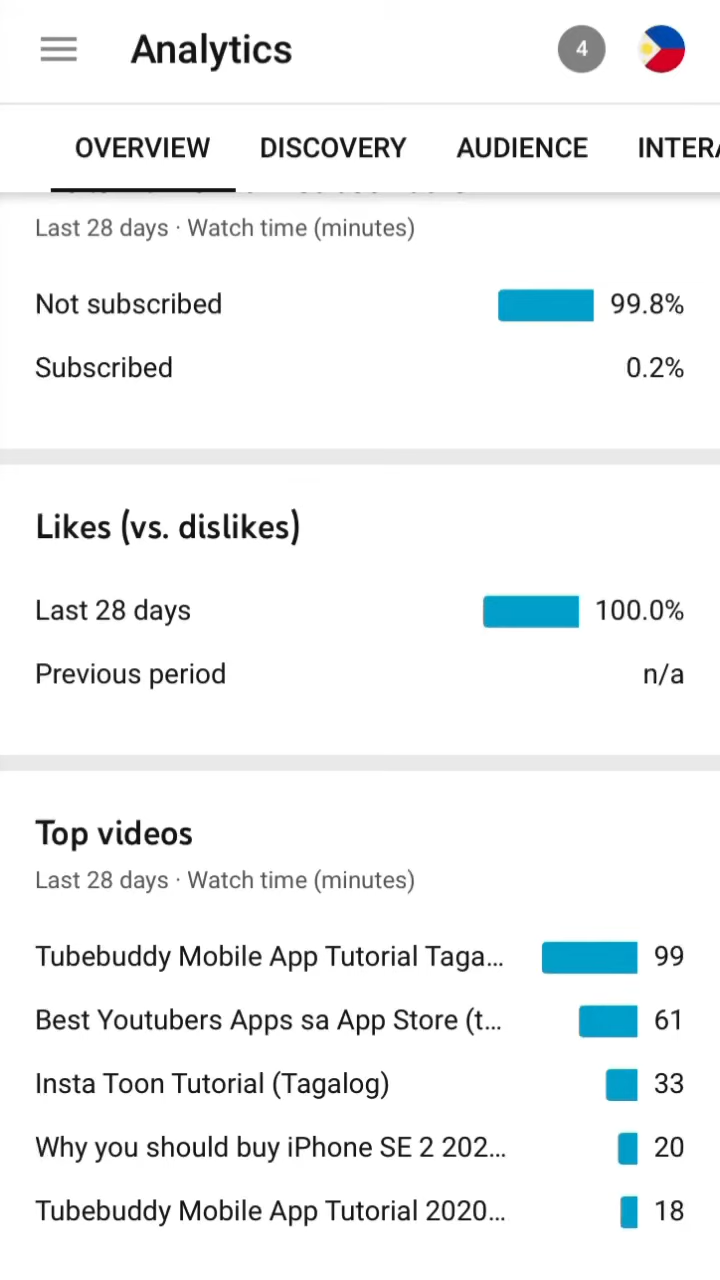 Analytics
4
OVERVIEW DISCOVERY AUDIENCE INTERA
Last 28 days · Watch time (minutes)
Not subscribed 99.8%
Subscribed 0.2%
Likes (vs. dislikes)
Last 28 days 100.0%
Previous period n/a
Top videos
Last 28 days · Watch time (minutes)
Tubebuddy Mobile App Tutorial Taga... 99
Best Youtubers Apps sa App Store (t... 61
Insta Toon Tutorial (Tagalog) 33
Why you should buy iPhone SE 2 202... 20
Tubebuddy Mobile App Tutorial 2020... 18